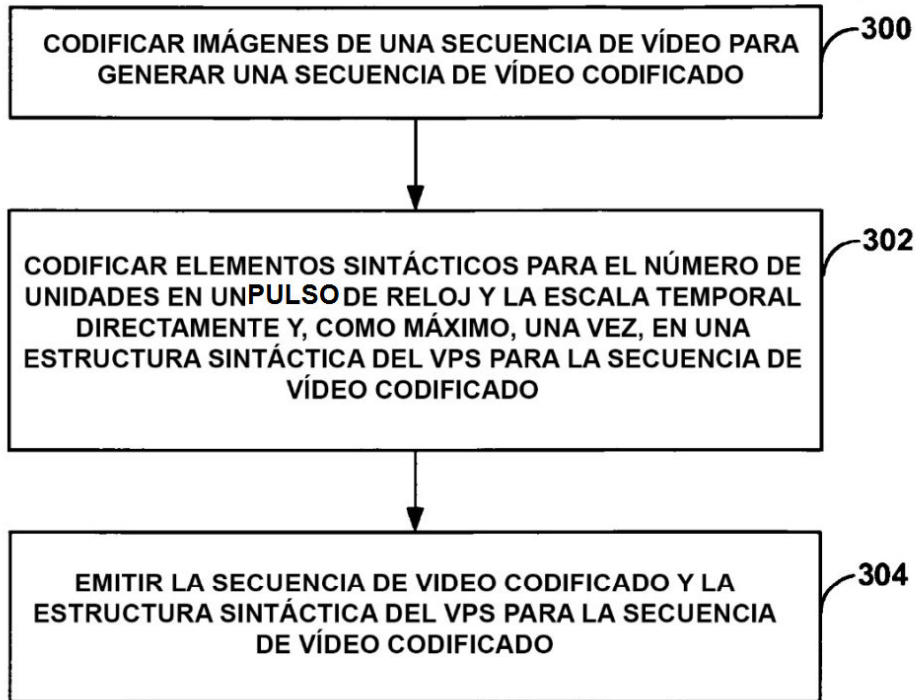 300
CODIFICAR IMÁGENES DE UNA SECUENCIA DE VÍDEO PARA
GENERAR UNA SECUENCIA DE VÍDEO CODIFICADO
302
CODIFICAR ELEMENTOS SINTÁCTICOS PARA EL NÚMERO DE
UNIDADES EN UN PULSO DE RELOJ Y LA ESCALA TEMPORAL
DIRECTAMENTE Y, COMO MÁXIMO, UNA VEZ, EN UNA
ESTRUCTURA SINTÁCTICA DEL VPS PARA LA SECUENCIA DE
VÍDEO CODIFICADO
304
EMITIR LA SECUENCIA DE VIDEO CODIFICADO Y LA
ESTRUCTURA SINTÁCTICA DEL VPS PARA LA SECUENCIA
DE VÍDEO CODIFICADO